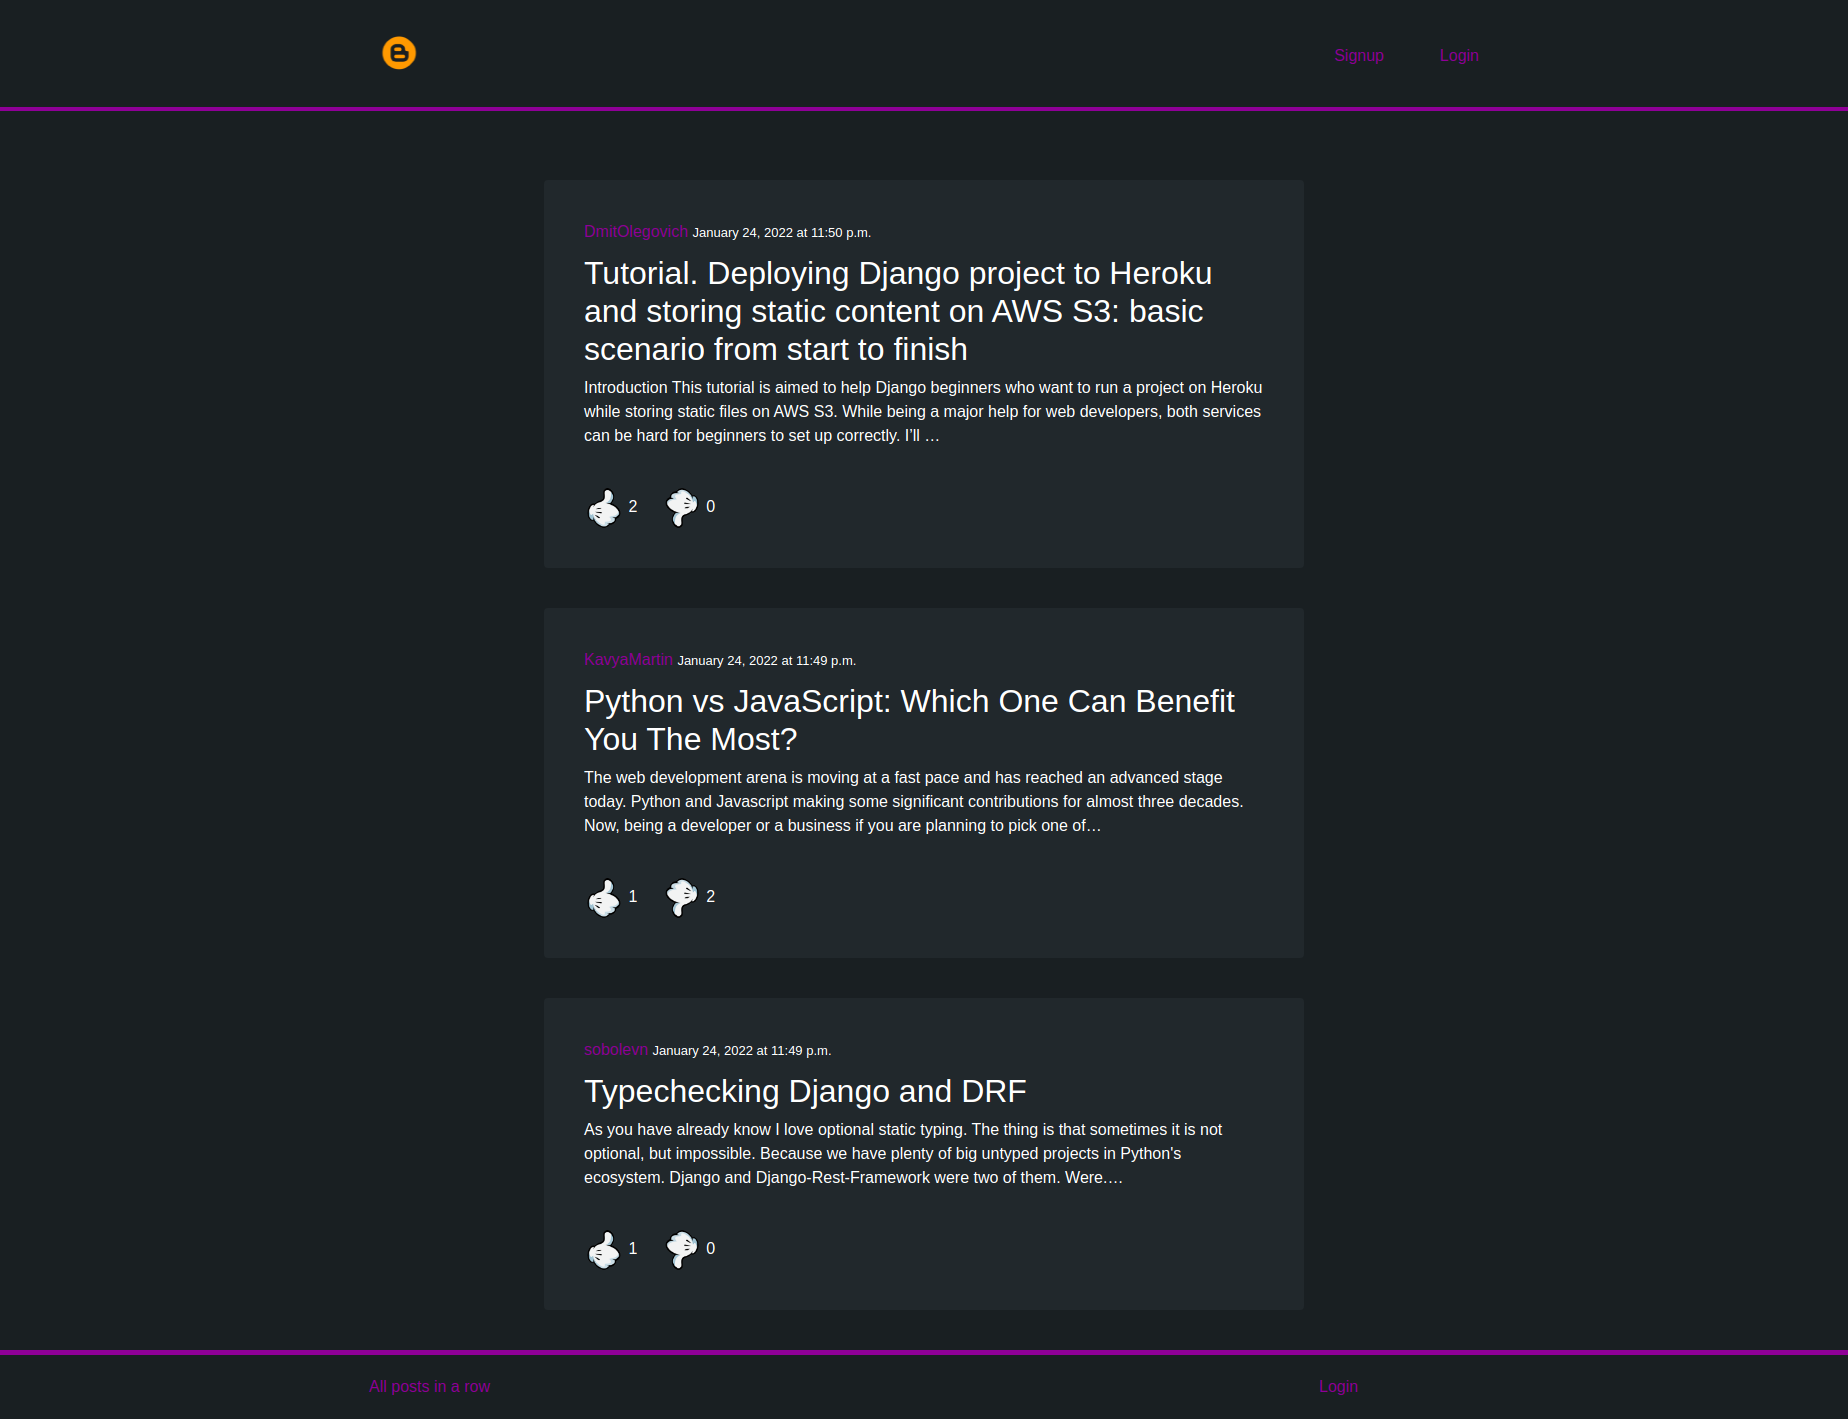 Signup Login
DmitOlegovich January 24, 2022 at 11:50 p.m.
Tutorial. Deploying Django project to Heroku
and storing static content on AWS S3: basic
scenario from start to finish
Introduction This tutorial is aimed to help Django beginners who want to run a project on Heroku
while storing static files on AWS S3. While being a major help for web developers, both services
can be hard for beginners to set up correctly. I’ll …
2 0
KavyaMartin January 24, 2022 at 11:49 p.m.
Python vs JavaScript: Which One Can Benefit
You The Most?
The web development arena is moving at a fast pace and has reached an advanced stage
today. Python and Javascript making some significant contributions for almost three decades.
Now, being a developer or a business if you are planning to pick one of…
1 2
sobolevn January 24, 2022 at 11:49 p.m.
Typechecking Django and DRF
As you have already know I love optional static typing. The thing is that sometimes it is not
optional, but impossible. Because we have plenty of big untyped projects in Python's
ecosystem. Django and Django-Rest-Framework were two of them. Were.…
1 0
All posts in a row Login